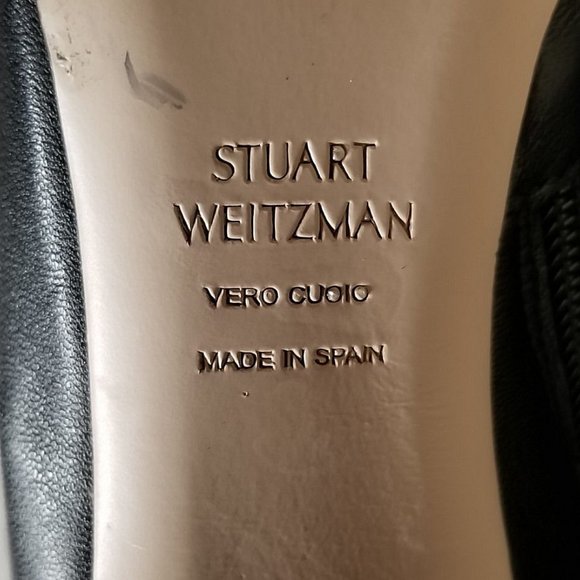 STUART
WEITZMAN
VERO CUOIO
MADE IN SPAIN